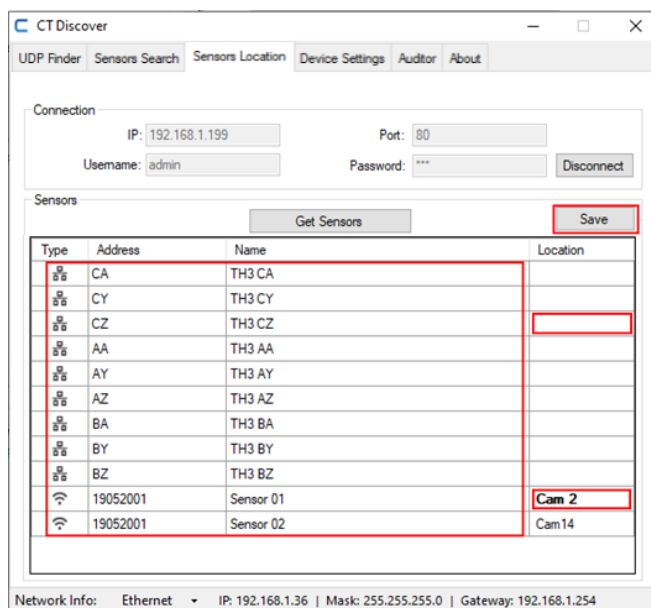 CT Discover
UDP Finder Sensors Search Sensors Location Device Settings Auditor About
Connection
IP: 192.168.1.199 Port: 80
Username: admin Password: *** Disconnect
Sensors
Get Sensors Save
Type Address Name Location
CA TH3 CA
CY TH3 CY
CZ TH3 CZ
AA TH3 AA
AY TH3 AY
AZ TH3 AZ
BA TH3 BA
BY TH3 BY
BZ TH3 BZ
19052001 Sensor 01 Cam 2
19052001 Sensor 02 Cam14
Network Info: Ethernet IP: 192.168.1.36 | Mask: 255.255.255.0 | Gateway: 192.168.1.254